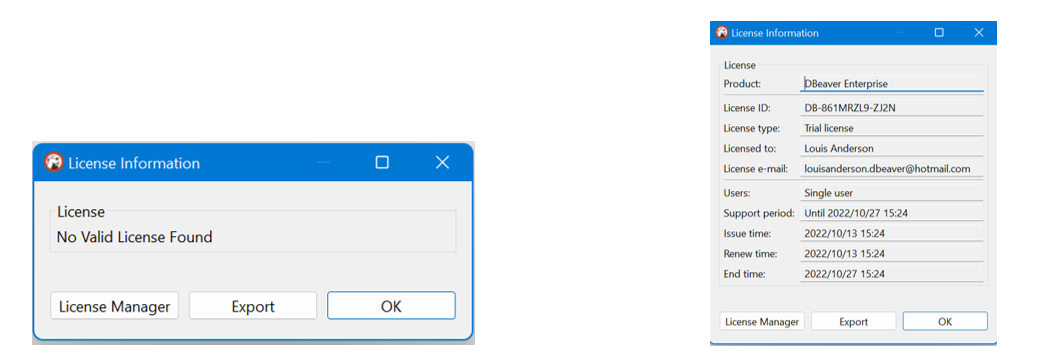 License Information
License
No Valid License Found
License Manager Export OK
License Information
License
Product: DBeaver Enterprise
License ID: DB-861MRZL9-ZJ2N
License type: Trial license
Licensed to: Louis Anderson
License e-mail: louisanderson.dbeaver@hotmail.com
Users: Single user
Support period: Until 2022/10/27 15:24
Issue time: 2022/10/13 15:24
Renew time: 2022/10/13 15:24
End time: 2022/10/27 15:24
License Manager Export OK